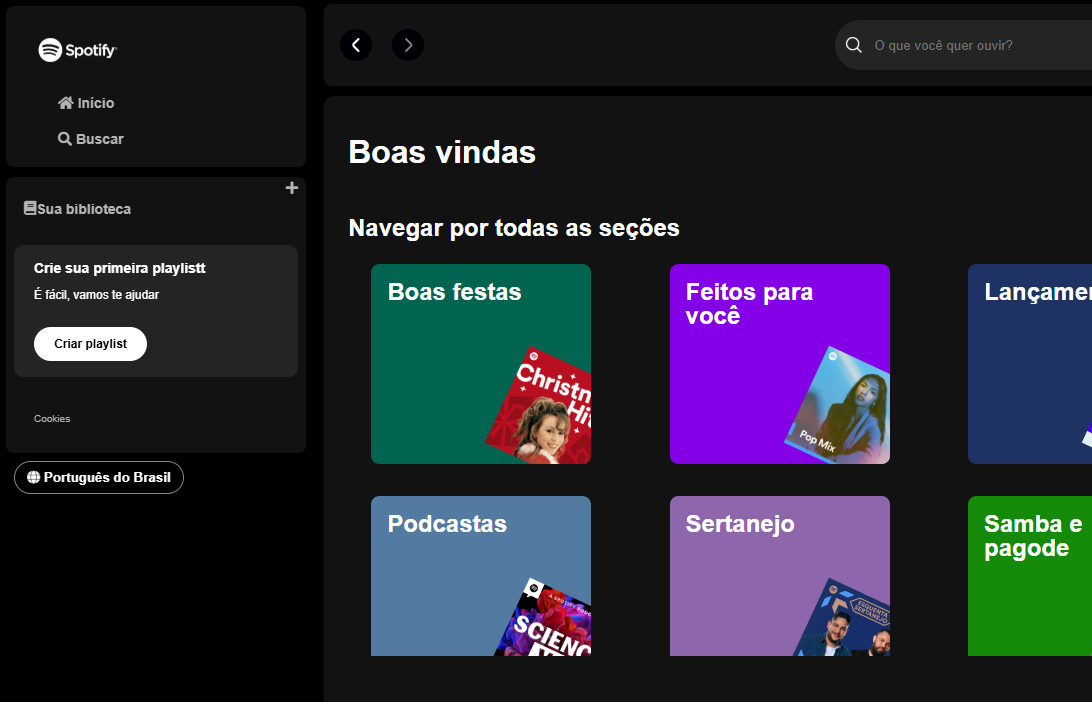 Spotify
Início
Buscar
Sua biblioteca
Crie sua primeira playlistt
É fácil, vamos te ajudar
Criar playlist
Cookies
Português do Brasil
O que você quer ouvir?
Boas vindas
Navegar por todas as seções
Boas festas
Christm
Hit
Feitos para
você
Pop Mix
Lançamen
Podcastas
A SPOTIFY PODC
SCIENC
Sertanejo
ESQUENTA
SERTANEJO
Samba e
pagode